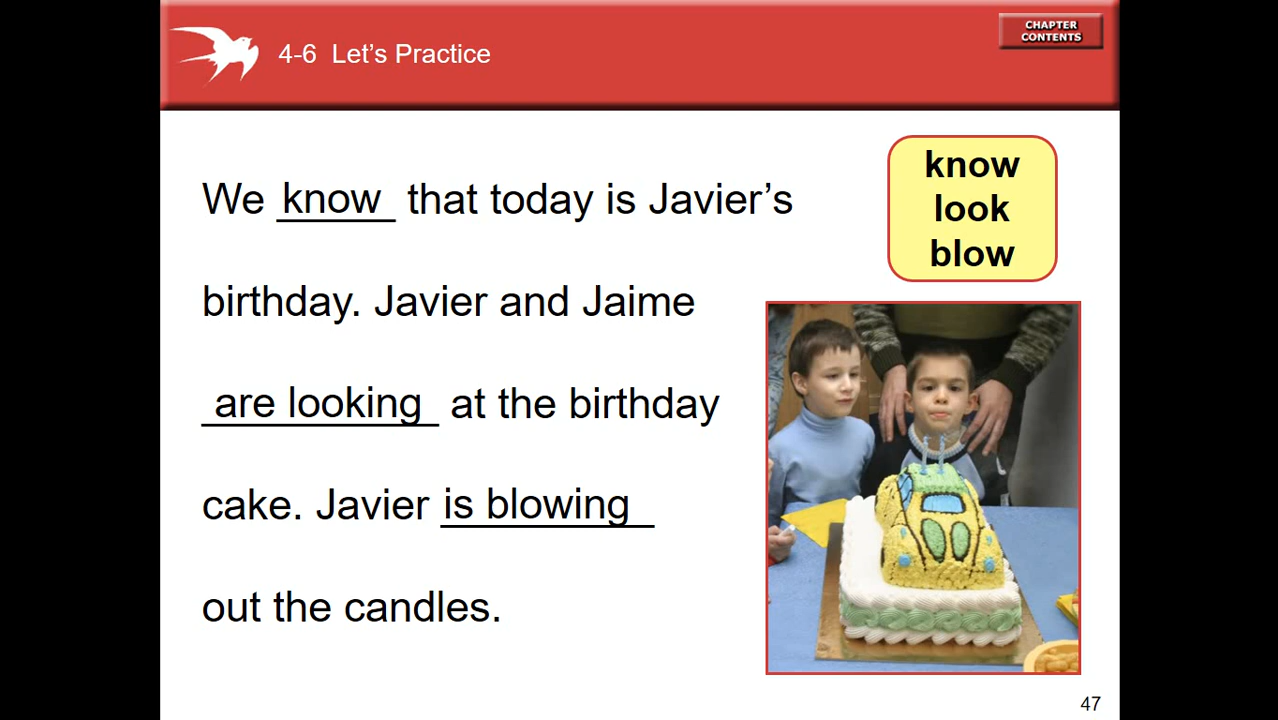 4-6 Let’s Practice
CHAPTER
CONTENTS
know
look
blow
We know that today is Javier’s
birthday. Javier and Jaime
are looking at the birthday
cake. Javier is blowing
out the candles.
47